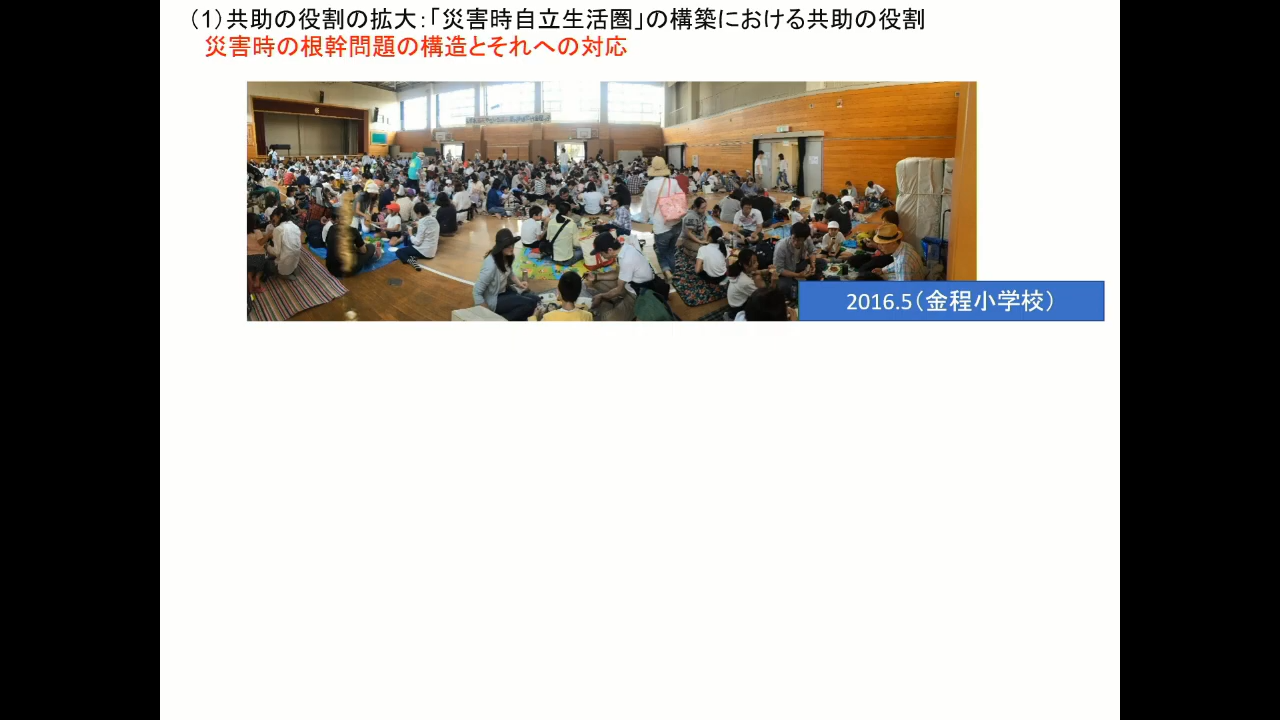 （1）共助の役割の拡大：「災害時自立生活圏」の構築における共助の役割
災害時の根幹問題の構造とそれへの対応
2016.5（金程小学校）